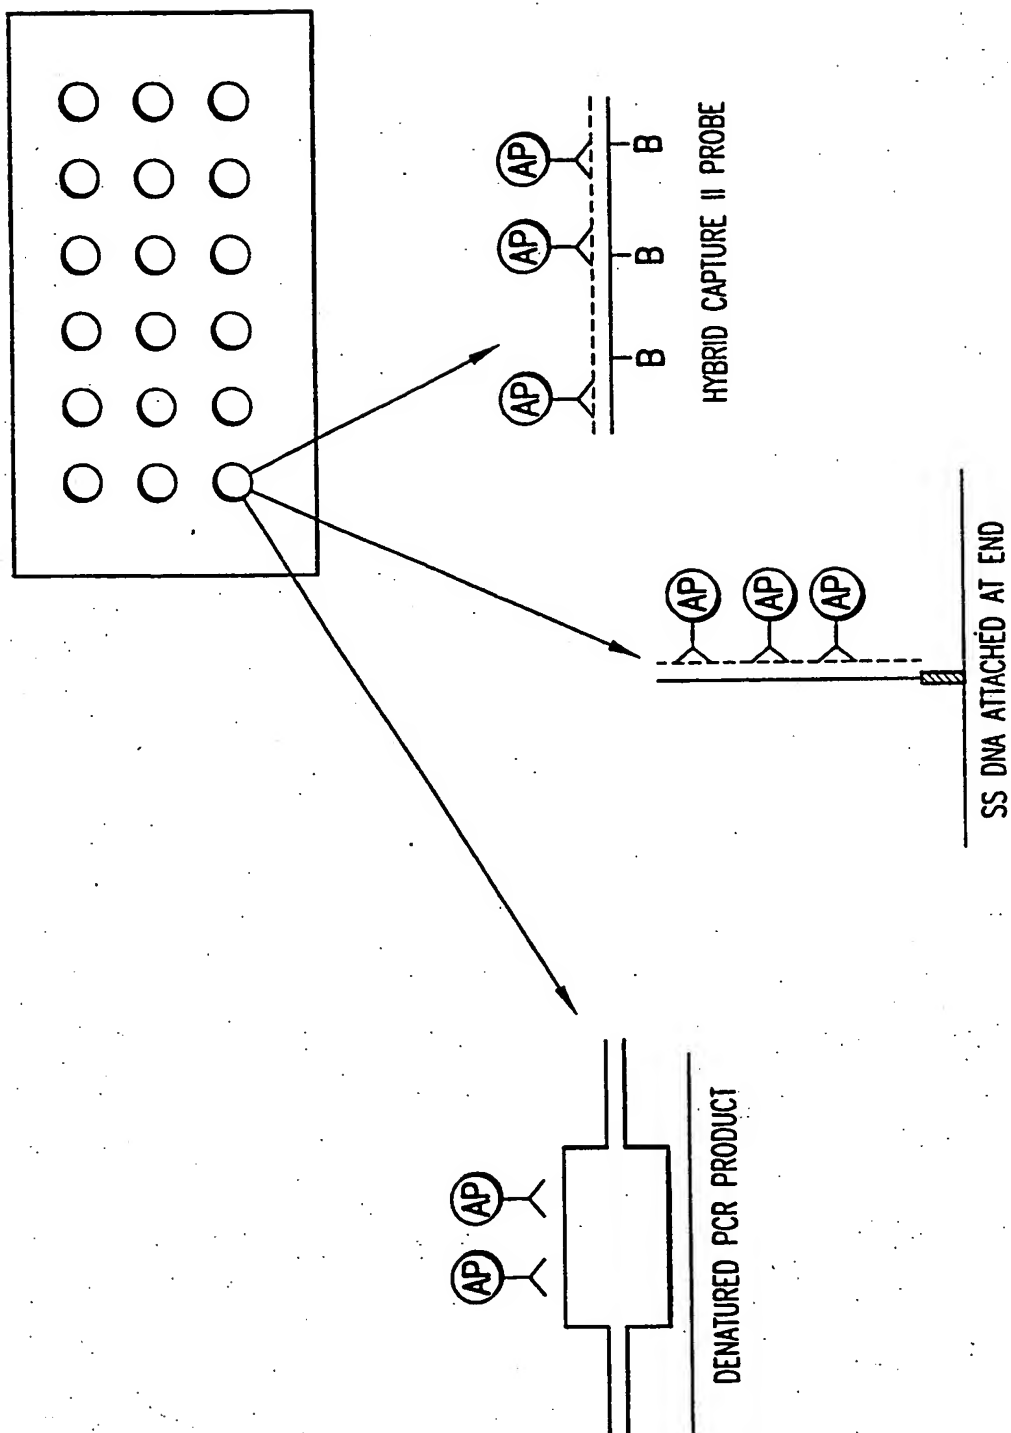 AP AP
DENATURED PCR PRODUCT
AP AP AP
SS DNA ATTACHED AT END
AP AP AP
B B B
HYBRID CAPTURE II PROBE